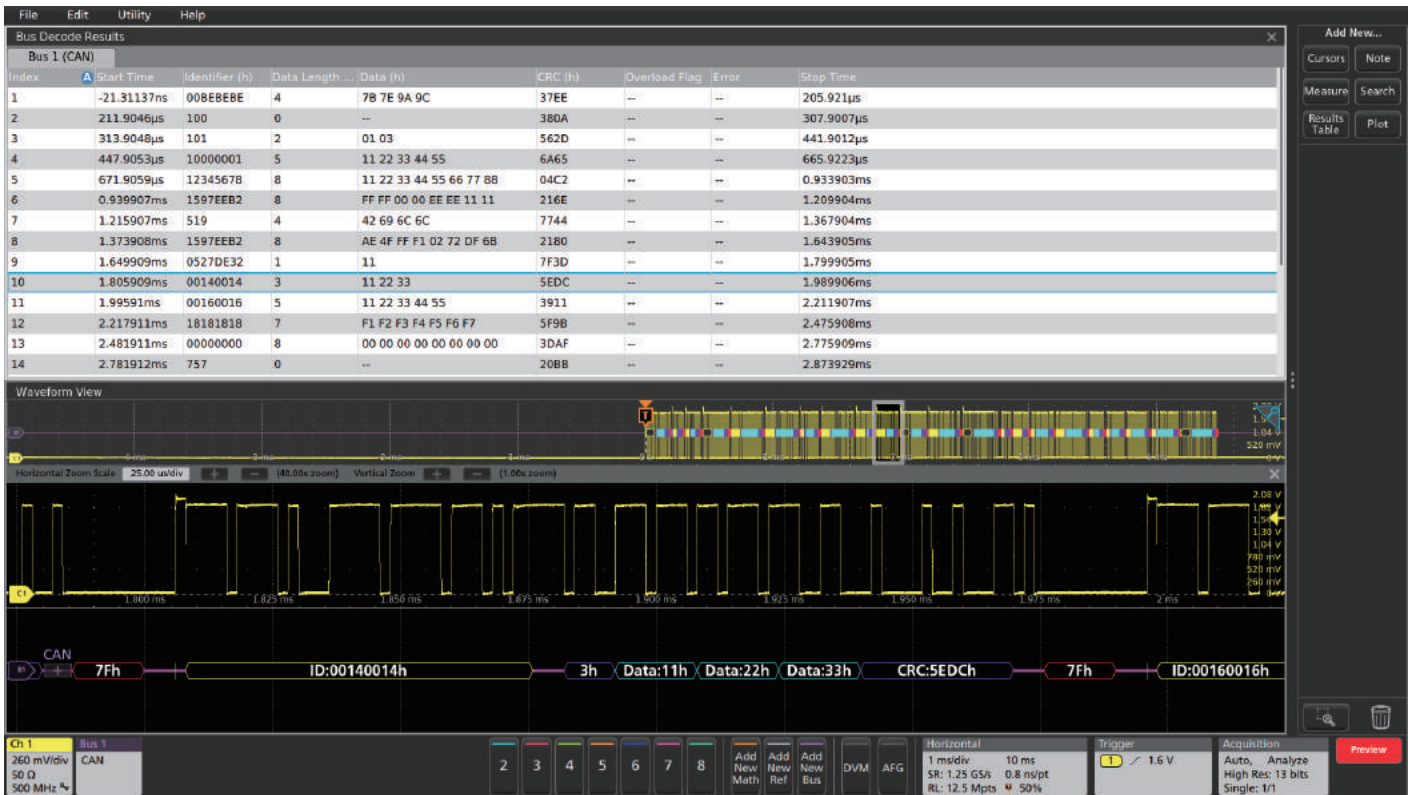 File Edit Utility Help
Bus Decode Results
Bus 1 (CAN)
Index A Start Time Identifier (h) Data Length ... Data (h) CRC (h) Overload Flag Error Stop Time
1 -21.31137ns 00BEBEBE 4 7B 7E 9A 9C 37EE -- -- 205.921µs
2 211.9046µs 100 0 -- 380A -- -- 307.9007µs
3 313.9048µs 101 2 01 03 562D -- -- 441.9012µs
4 447.9053µs 10000001 5 11 22 33 44 55 6A65 -- -- 665.9223µs
5 671.9059µs 12345678 8 11 22 33 44 55 66 77 88 04C2 -- -- 0.933903ms
6 0.939907ms 1597EEB2 8 FF FF 00 00 EE EE 11 11 216E -- -- 1.209904ms
7 1.215907ms 519 4 42 69 6C 6C 7744 -- -- 1.367904ms
8 1.373908ms 1597EEB2 8 AE 4F FF F1 02 72 DF 6B 2180 -- -- 1.643905ms
9 1.649909ms 0527DE32 1 11 7F3D -- -- 1.799905ms
10 1.805909ms 00140014 3 11 22 33 5EDC -- -- 1.989906ms
11 1.99591ms 00160016 5 11 22 33 44 55 3911 -- -- 2.211907ms
12 2.217911ms 18181818 7 F1 F2 F3 F4 F5 F6 F7 5F9B -- -- 2.475908ms
13 2.481911ms 00000000 8 00 00 00 00 00 00 00 00 3DAF -- -- 2.775909ms
14 2.781912ms 757 0 -- 20BB -- -- 2.873929ms
Add New...
Cursors Note
Measure Search
Results Table Plot
Waveform View
T
1.04 V
520 mV
Horizontal Zoom Scale 25.00 us/div + — (40.00x zoom) Vertical Zoom + — (1.00x zoom)
2.08 V
1.30 V
1.04 V
780 mV
520 mV
260 mV
C1
1.800 ms 1.825 ms 1.850 ms 1.875 ms 1.900 ms 1.925 ms 1.950 ms 1.975 ms 2 ms
CAN
B1 + 7Fh ID:00140014h 3h Data:11h Data:22h Data:33h CRC:5EDCh 7Fh ID:00160016h
Ch 1
260 mV/div
50 Ω
500 MHz
Bus 1
CAN
2 3 4 5 6 7 8
Add New Math
Add New Ref
Add New Bus
DVM AFG
Horizontal
1 ms/div 10 ms
SR: 1.25 GS/s 0.8 ns/pt
RL: 12.5 Mpts 50%
Trigger
1 1.6 V
Acquisition
Auto, Analyze
High Res: 13 bits
Single: 1/1
Preview